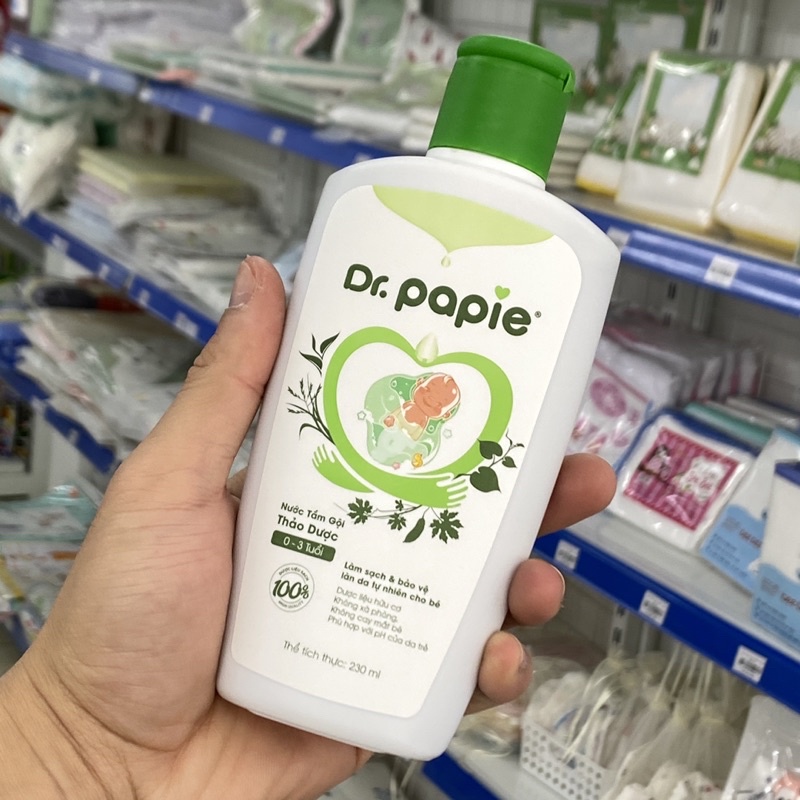 Dr. papie®
Nước Tắm Gội
Thảo Dược
0 - 3 Tuổi
100%
Làm sạch & bảo vệ
làn da tự nhiên cho bé
Dược liệu hữu cơ
Không xà phòng,
Không cay mắt bé
Phù hợp với pH của da trẻ
Thể tích thực: 230 ml